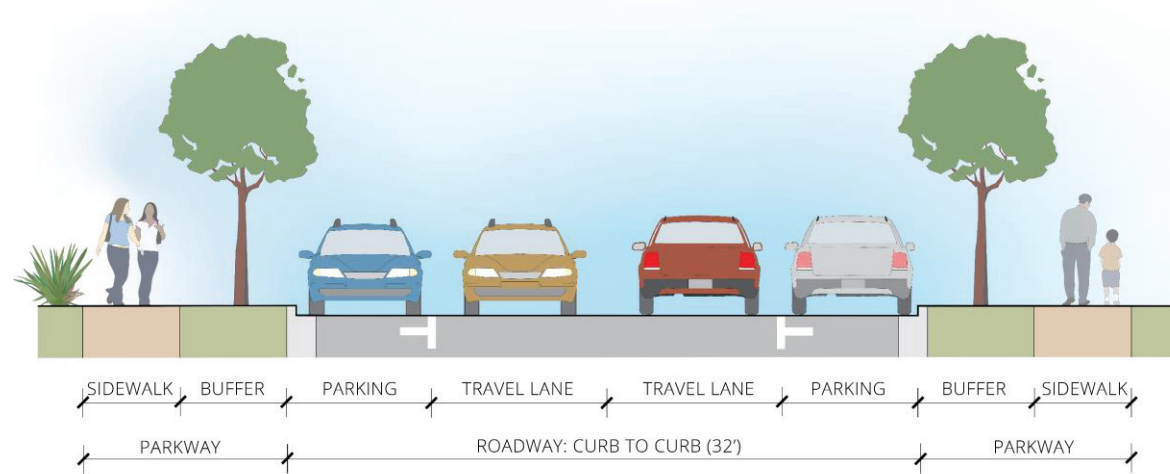 SIDEWALK BUFFER PARKING TRAVEL LANE TRAVEL LANE PARKING BUFFER SIDEWALK
PARKWAY ROADWAY: CURB TO CURB (32') PARKWAY